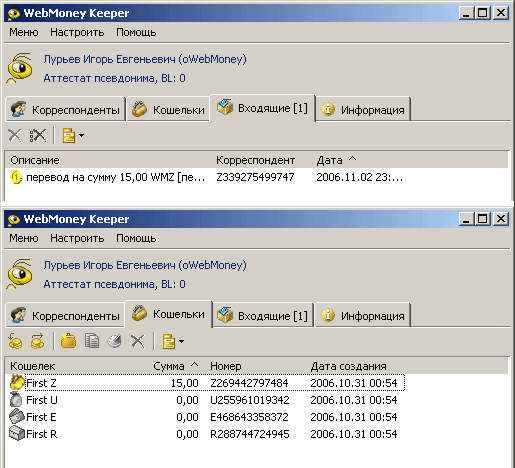 WebMoney Keeper
Меню Настроить Помощь
Лурьев Игорь Евгеньевич (oWebMoney)
Аттестат псевдонима, BL: 0
Корреспонденты Кошельки Входящие [1] Информация
Описание Корреспондент Дата
перевод на сумму 15,00 WMZ [пе... Z339275499747 2006.11.02 23:...
WebMoney Keeper
Меню Настроить Помощь
Лурьев Игорь Евгеньевич (oWebMoney)
Аттестат псевдонима, BL: 0
Корреспонденты Кошельки Входящие [1] Информация
Кошелек Сумма Номер Дата создания
First Z 15,00 Z269442797484 2006.10.31 00:54
First U 0,00 U255961019342 2006.10.31 00:54
First E 0,00 E468643358372 2006.10.31 00:54
First R 0,00 R288744724945 2006.10.31 00:54